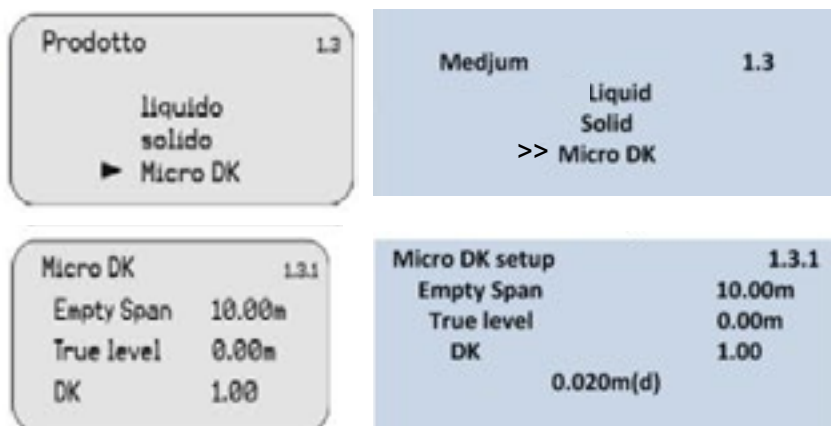 Prodotto 1.3
liquido
solido
► Micro DK
Medjum 1.3
Liquid
Solid
>> Micro DK
Micro DK 1.3.1
Empty Span 10.00m
True level 0.00m
DK 1.00
Micro DK setup 1.3.1
Empty Span 10.00m
True level 0.00m
DK 1.00
0.020m(d)